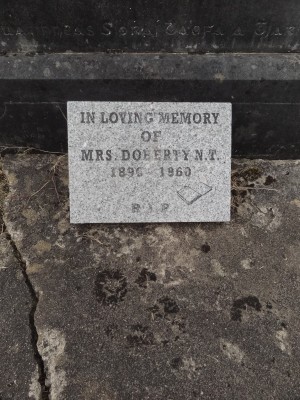 IN LOVING MEMORY
OF
MRS. DOHERTY N.T.
1890 1960
R I P